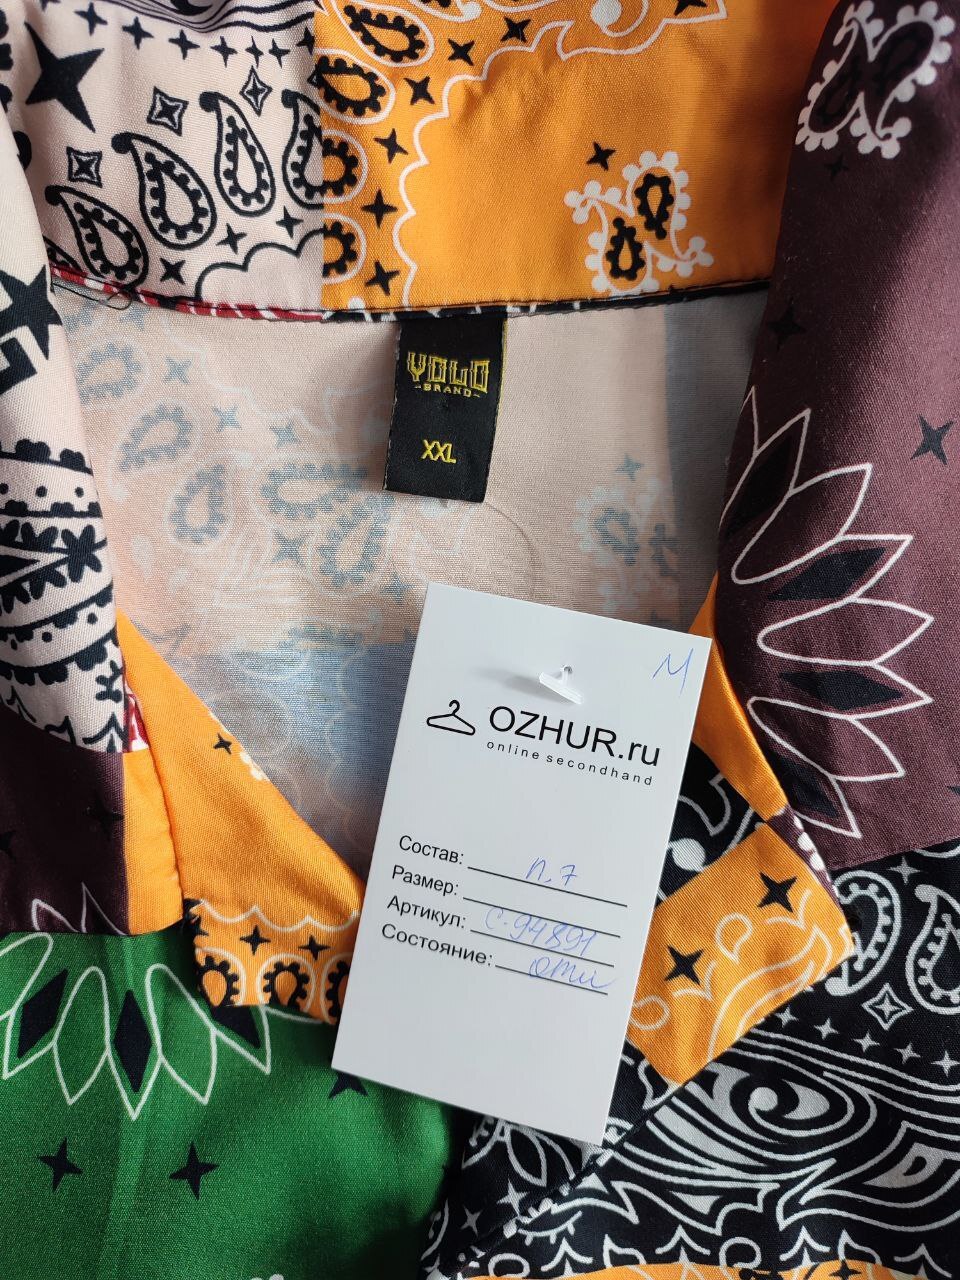 YOLO
-BRAND-
XXL
М
OZHUR.ru
online secondhand
Состав: п. 7
Размер:
Артикул: С-94891
Состояние: отл